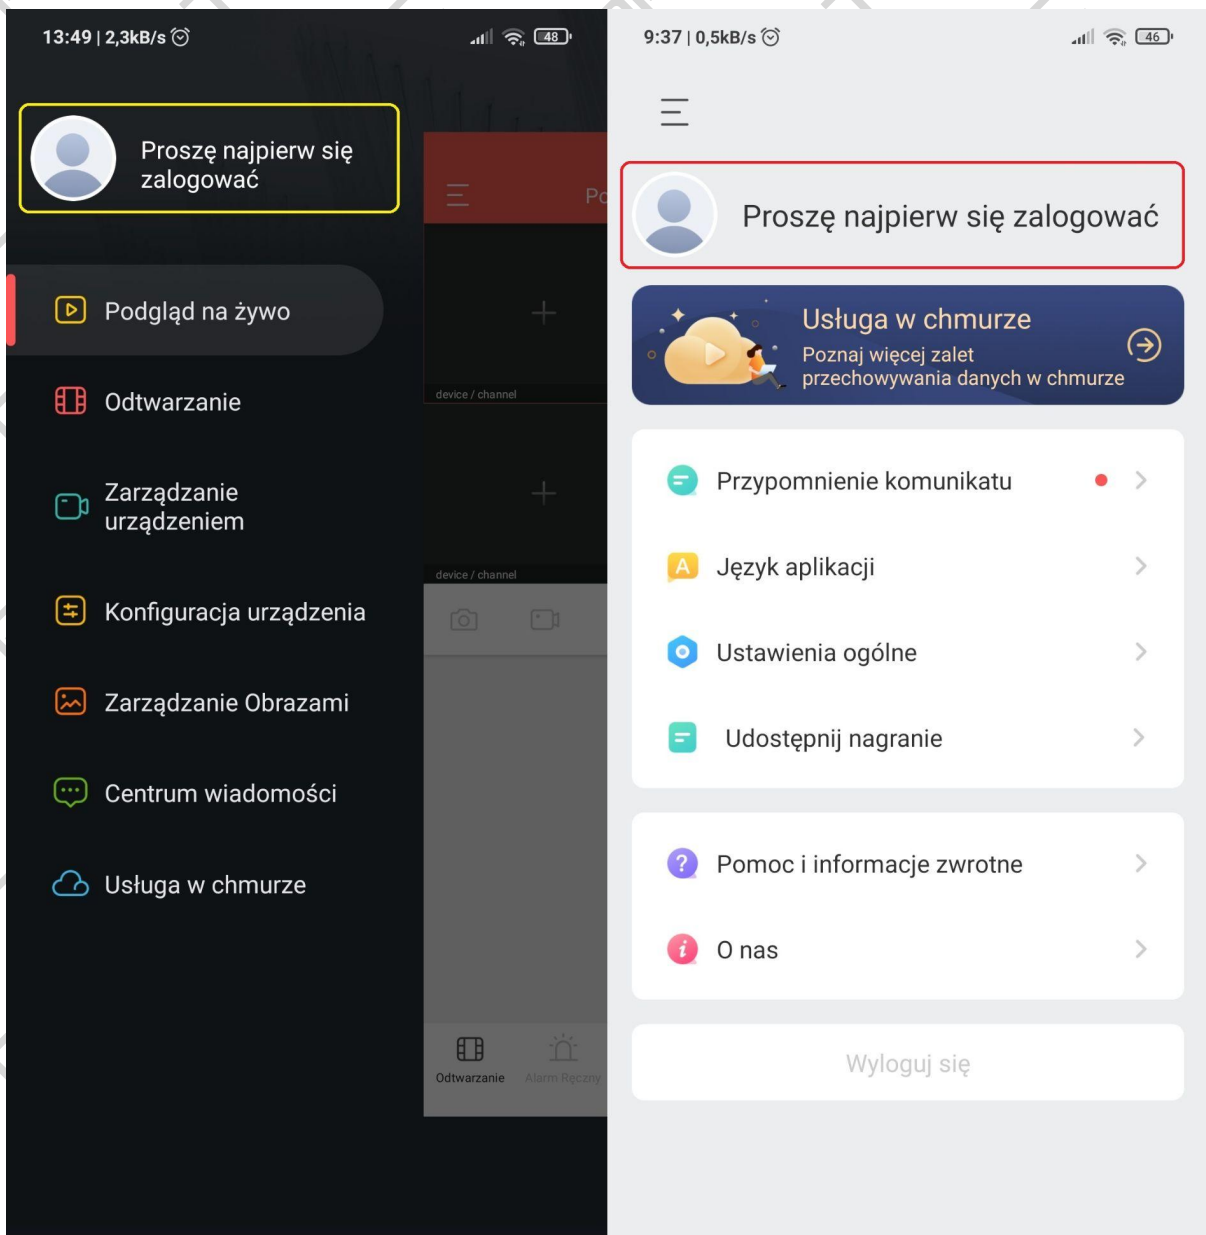 13:49 | 2,3kB/s
48
Proszę najpierw się
zalogować
Podgląd na żywo
Odtwarzanie
Zarządzanie
urządzeniem
Konfiguracja urządzenia
Zarządzanie Obrazami
Centrum wiadomości
Usługa w chmurze
Po
device / channel
device / channel
Odtwarzanie
Alarm Ręczny
9:37 | 0,5kB/s
46
Proszę najpierw się zalogować
Usługa w chmurze
Poznaj więcej zalet
przechowywania danych w chmurze
Przypomnienie komunikatu
A
Język aplikacji
Ustawienia ogólne
Udostępnij nagranie
?
Pomoc i informacje zwrotne
i
O nas
Wyloguj się